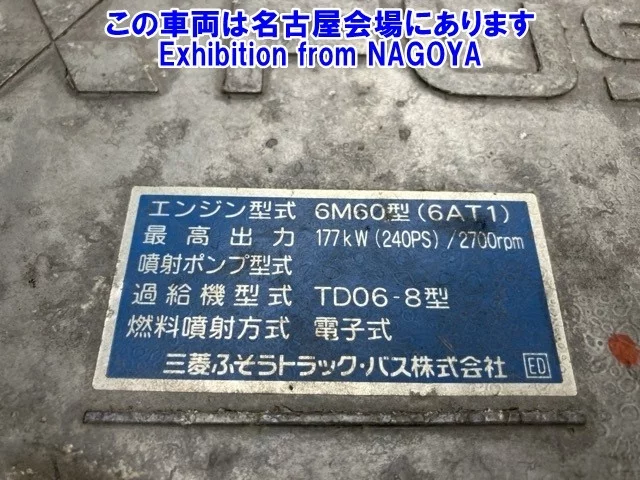 この車両は名古屋会場にあります
Exhibition from NAGOYA
エンジン型式 6M60型(6AT1)
最高出力 177kW(240PS)/2700rpm
噴射ポンプ型式
過給機型式 TD06-8型
燃料噴射方式 電子式
三菱ふそうトラック・バス株式会社 ED